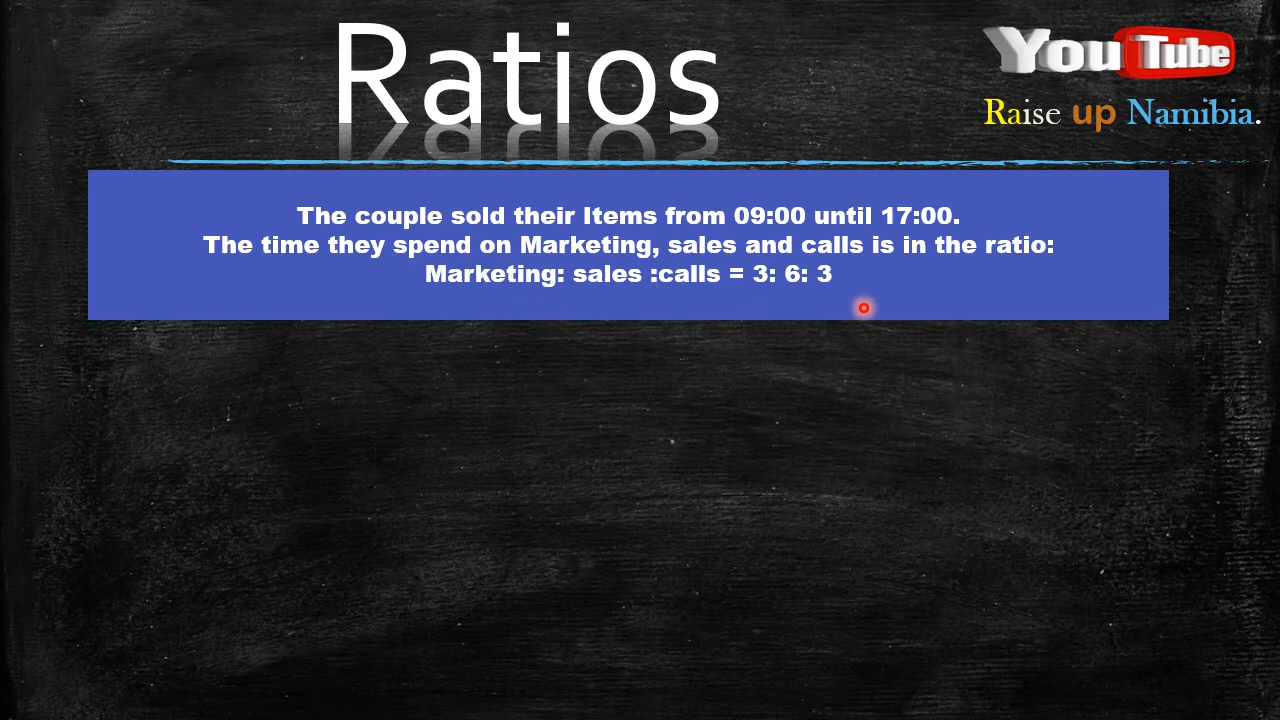 Ratios
YouTube
Raise up Namibia.
The couple sold their Items from 09:00 until 17:00.
The time they spend on Marketing, sales and calls is in the ratio:
Marketing: sales :calls = 3: 6: 3